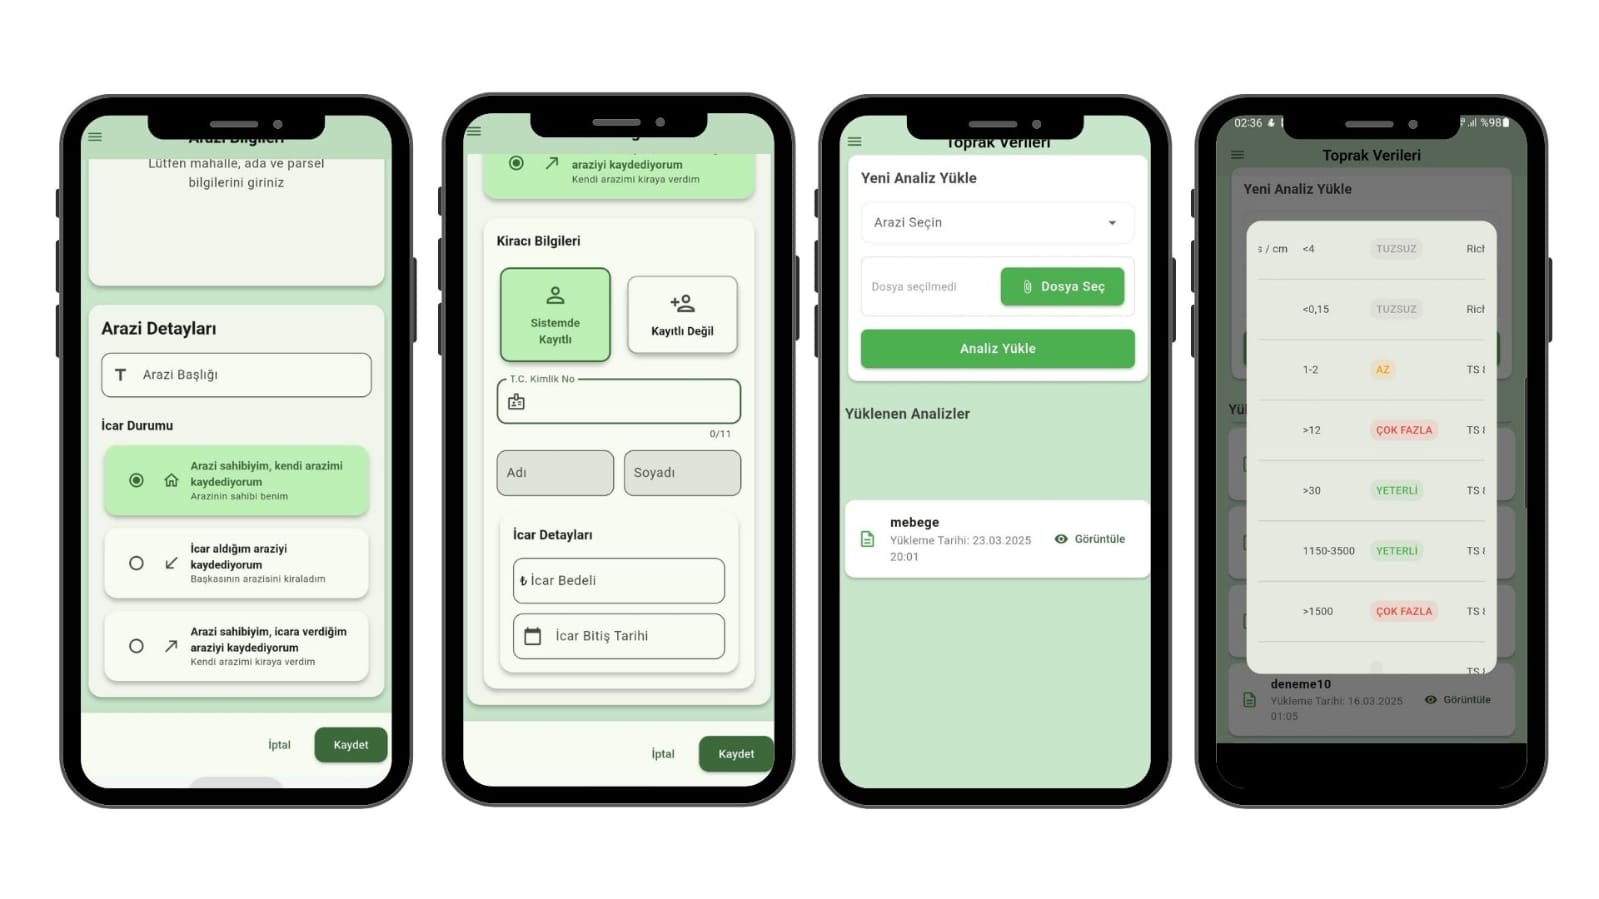 Arazi Bilgileri
Lütfen mahalle, ada ve parsel
bilgilerini giriniz
Arazi Detayları
Arazi Başlığı
İcar Durumu
Arazi sahibiyim, kendi arazimi
kaydediyorum
Arazinin sahibi benim
İcar aldığım araziyi
kaydediyorum
Başkasının arazisini kiraladım
Arazi sahibiyim, icara verdiğim
araziyi kaydediyorum
Kendi arazimi kiraya verdim
İptal
Kaydet
araziyi kaydediyorum
Kendi arazimi kiraya verdim
Kiracı Bilgileri
Sistemde
Kayıtlı
Kayıtlı Değil
T.C. Kimlik No
0/11
Adı
Soyadı
İcar Detayları
₺ İcar Bedeli
İcar Bitiş Tarihi
İptal
Kaydet
Toprak Verileri
Yeni Analiz Yükle
Arazi Seçin
Dosya seçilmedi
Dosya Seç
Analiz Yükle
Yüklenen Analizler
mebege
Yükleme Tarihi: 23.03.2025
20:01
Görüntüle
02:36
%98
Toprak Verileri
Yeni Analiz Yükle
s / cm <4 TUZSUZ Rich
<0,15 TUZSUZ Rich
1-2 AZ TS 8
>12 ÇOK FAZLA TS 8
>30 YETERLİ TS 8
1150-3500 YETERLİ TS 8
>1500 ÇOK FAZLA TS 8
TS 8
Yü
deneme10
Yükleme Tarihi: 16.03.2025
01:05
Görüntüle